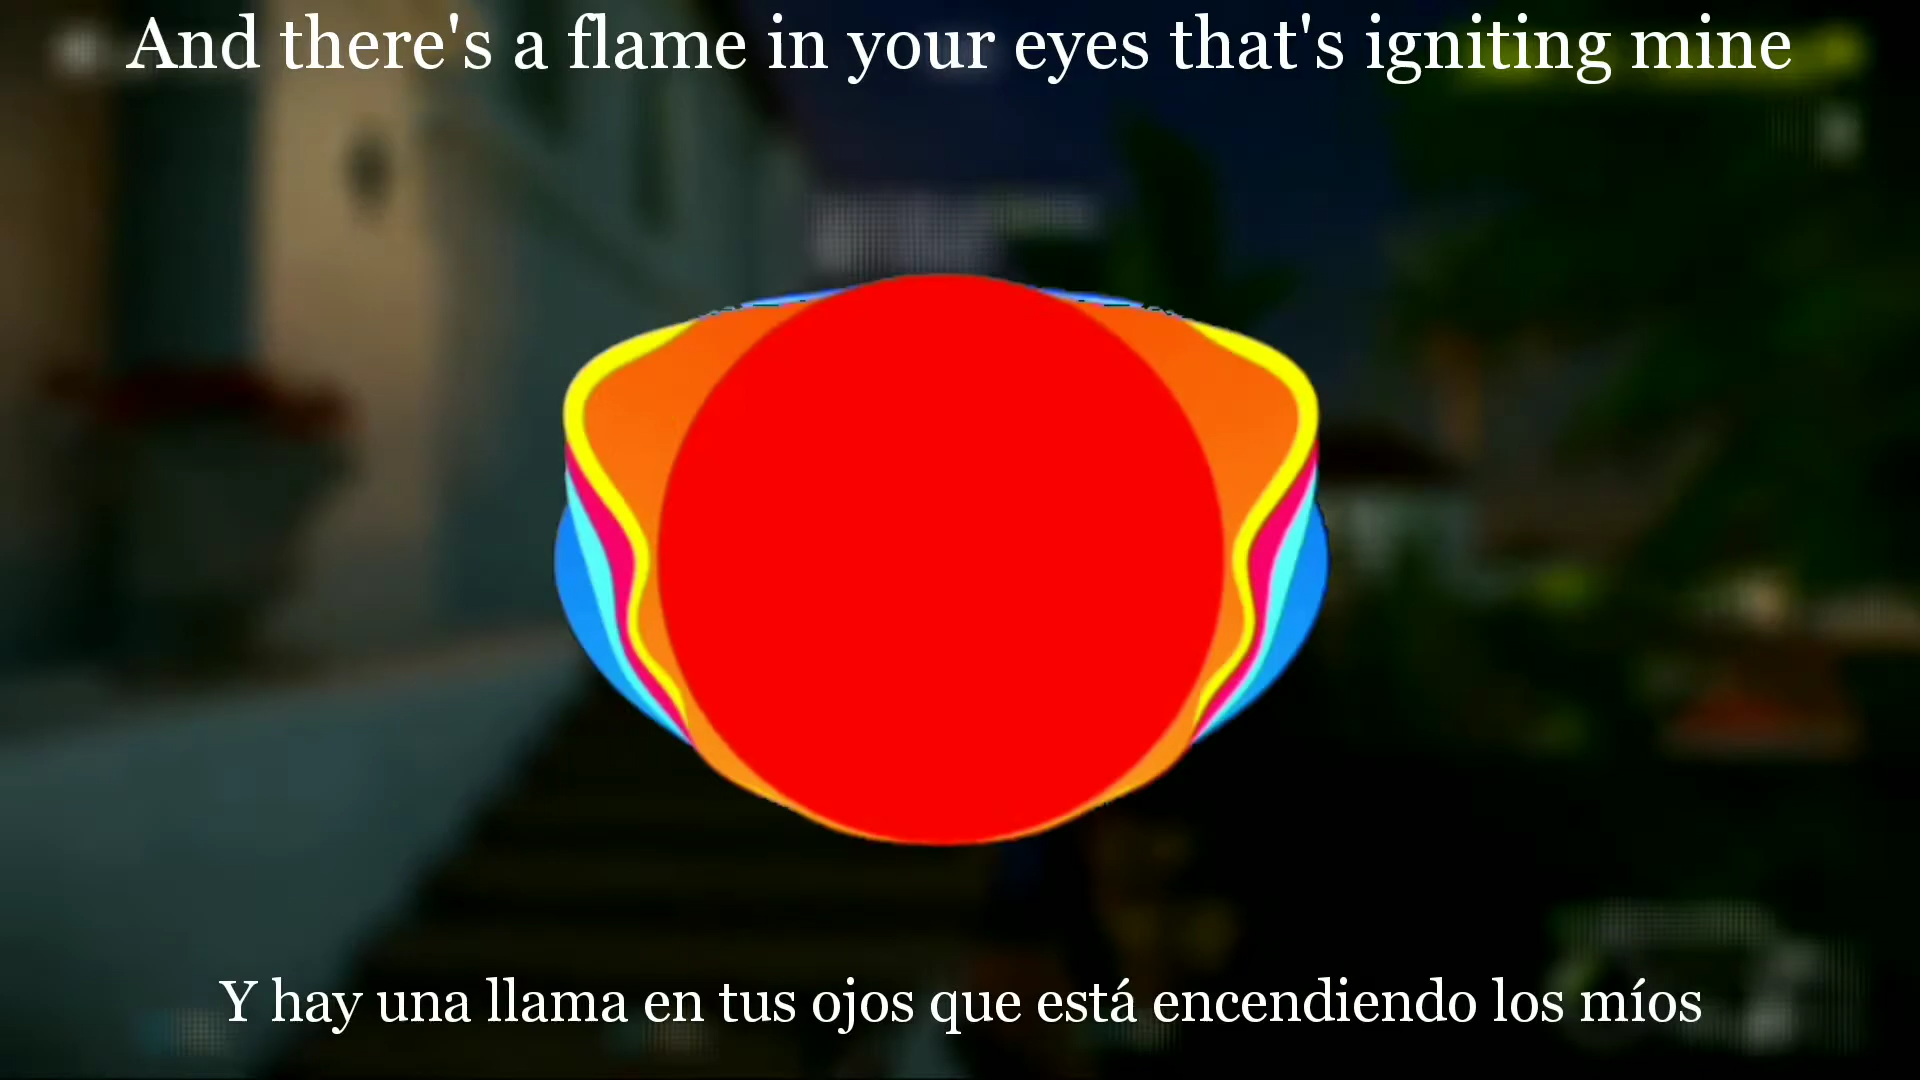 And there's a flame in your eyes that's igniting mine
Y hay una llama en tus ojos que está encendiendo los míos